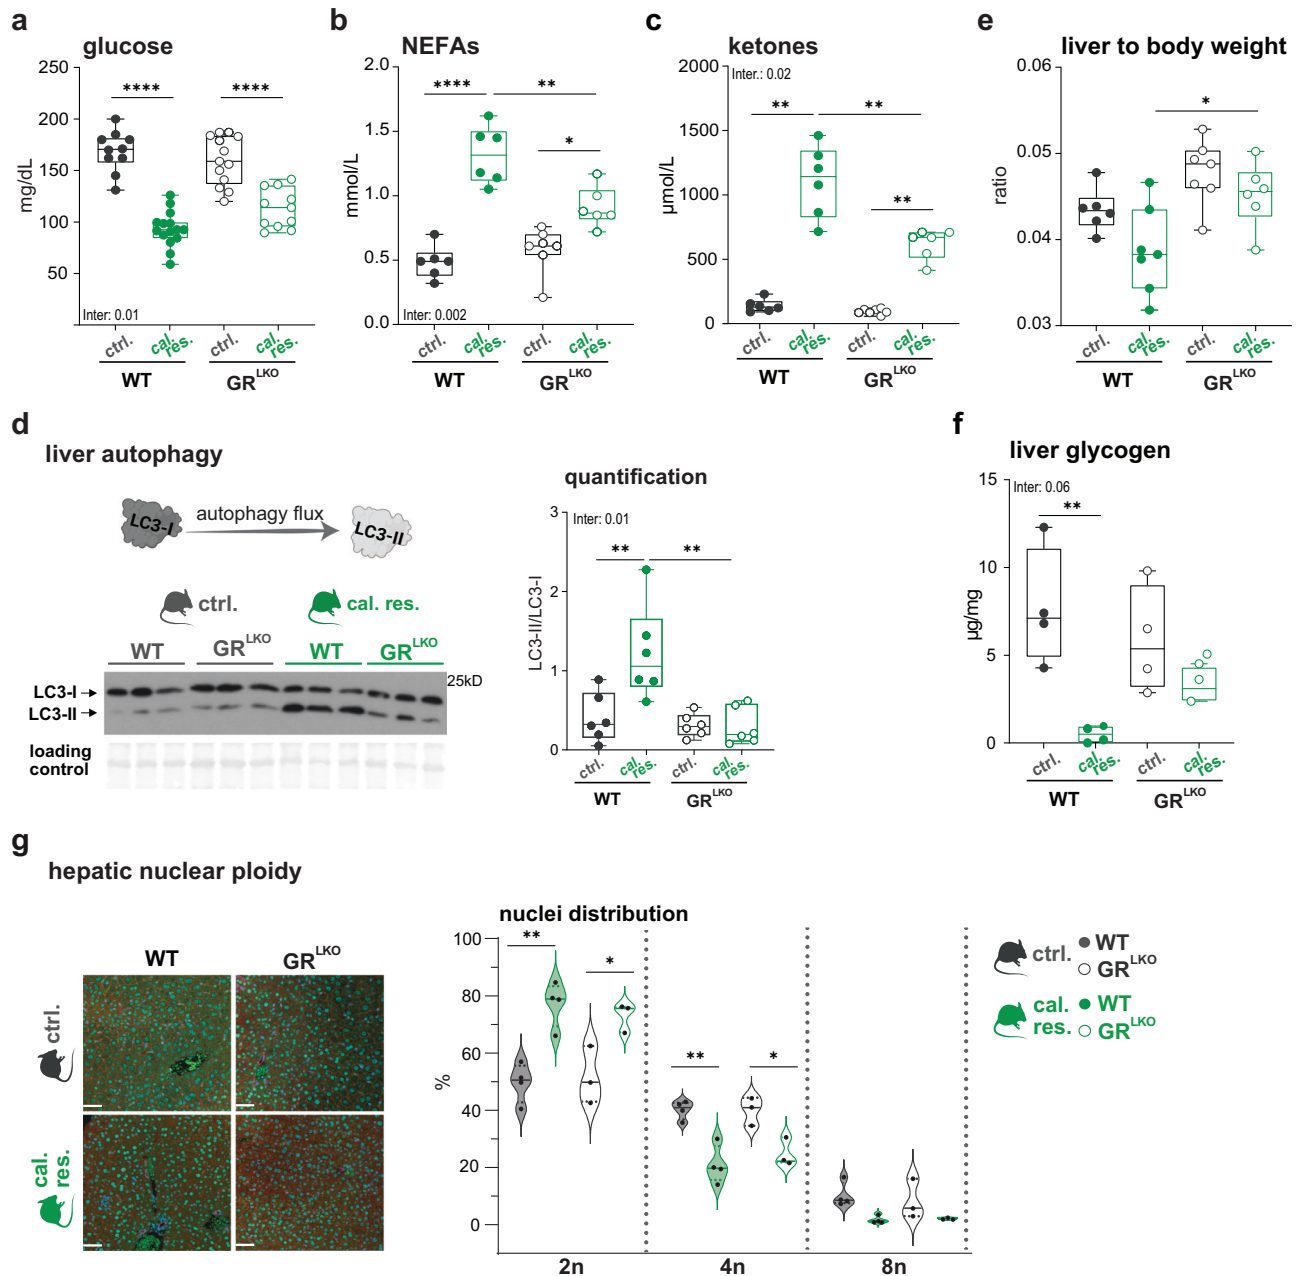 a
glucose
250
200
150
100
50
mg/dL
****
****
Inter: 0.01
ctrl.
cal. res.
ctrl.
cal. res.
WT
GR^LKO
b
NEFAs
2.0
1.5
1.0
0.5
0.0
mmol/L
****
**
*
Inter: 0.002
ctrl.
cal. res.
ctrl.
cal. res.
WT
GR^LKO
c
ketones
2000
1500
1000
500
0
µmol/L
Inter.: 0.02
**
**
**
ctrl.
cal. res.
ctrl.
cal. res.
WT
GR^LKO
e
liver to body weight
0.06
0.05
0.04
0.03
ratio
*
ctrl.
cal. res.
ctrl.
cal. res.
WT
GR^LKO
d
liver autophagy
LC3-I
autophagy flux
LC3-II
ctrl.
cal. res.
WT
GR^LKO
WT
GR^LKO
25kD
LC3-I
LC3-II
loading
control
quantification
3
2
1
0
LC3-II/LC3-I
Inter: 0.01
**
**
ctrl.
cal. res.
ctrl.
cal. res.
WT
GR^LKO
f
liver glycogen
15
10
5
0
µg/mg
Inter: 0.06
**
ctrl.
cal. res.
ctrl.
cal. res.
WT
GR^LKO
g
hepatic nuclear ploidy
WT
GR^LKO
ctrl.
cal. res.
nuclei distribution
100
80
60
40
20
0
%
**
*
**
*
2n
4n
8n
ctrl.
WT
GR^LKO
cal. res.
WT
GR^LKO